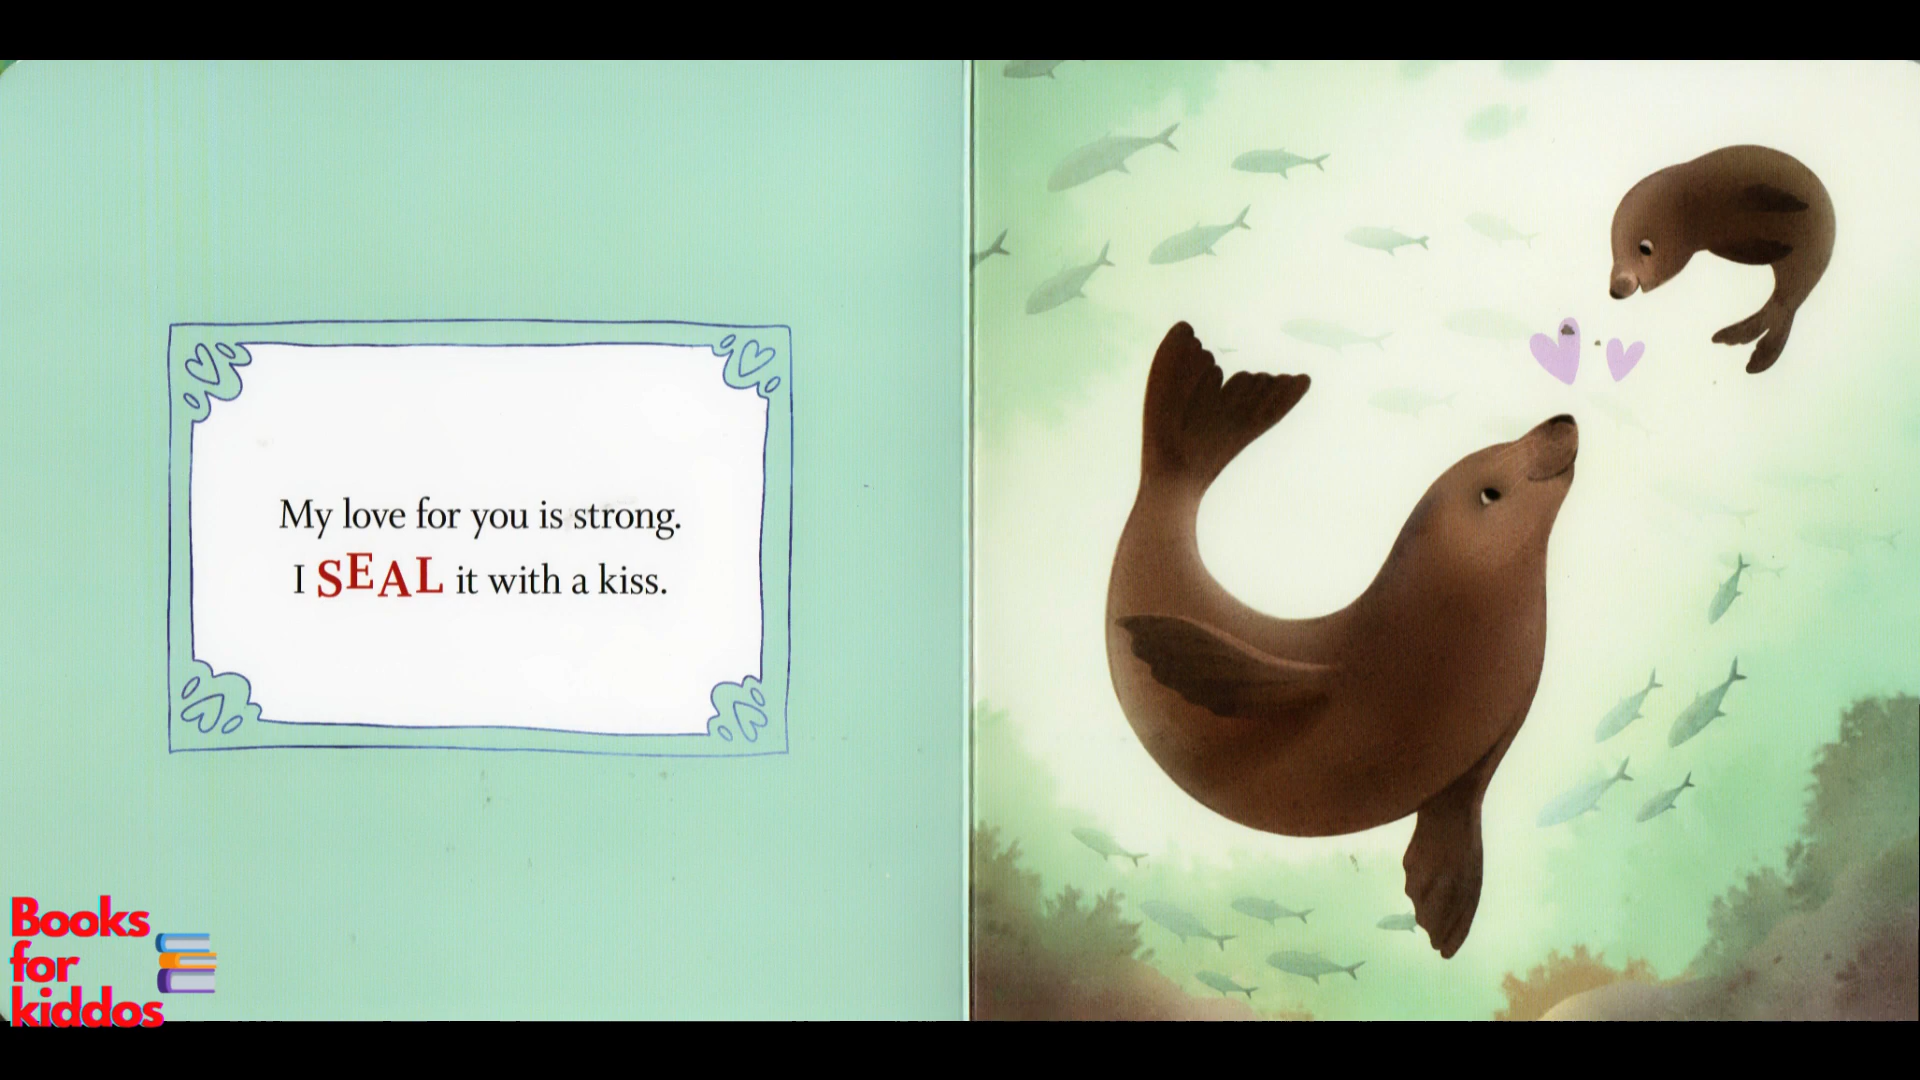 My love for you is strong.
I SEAL it with a kiss.
Books
for
kiddos